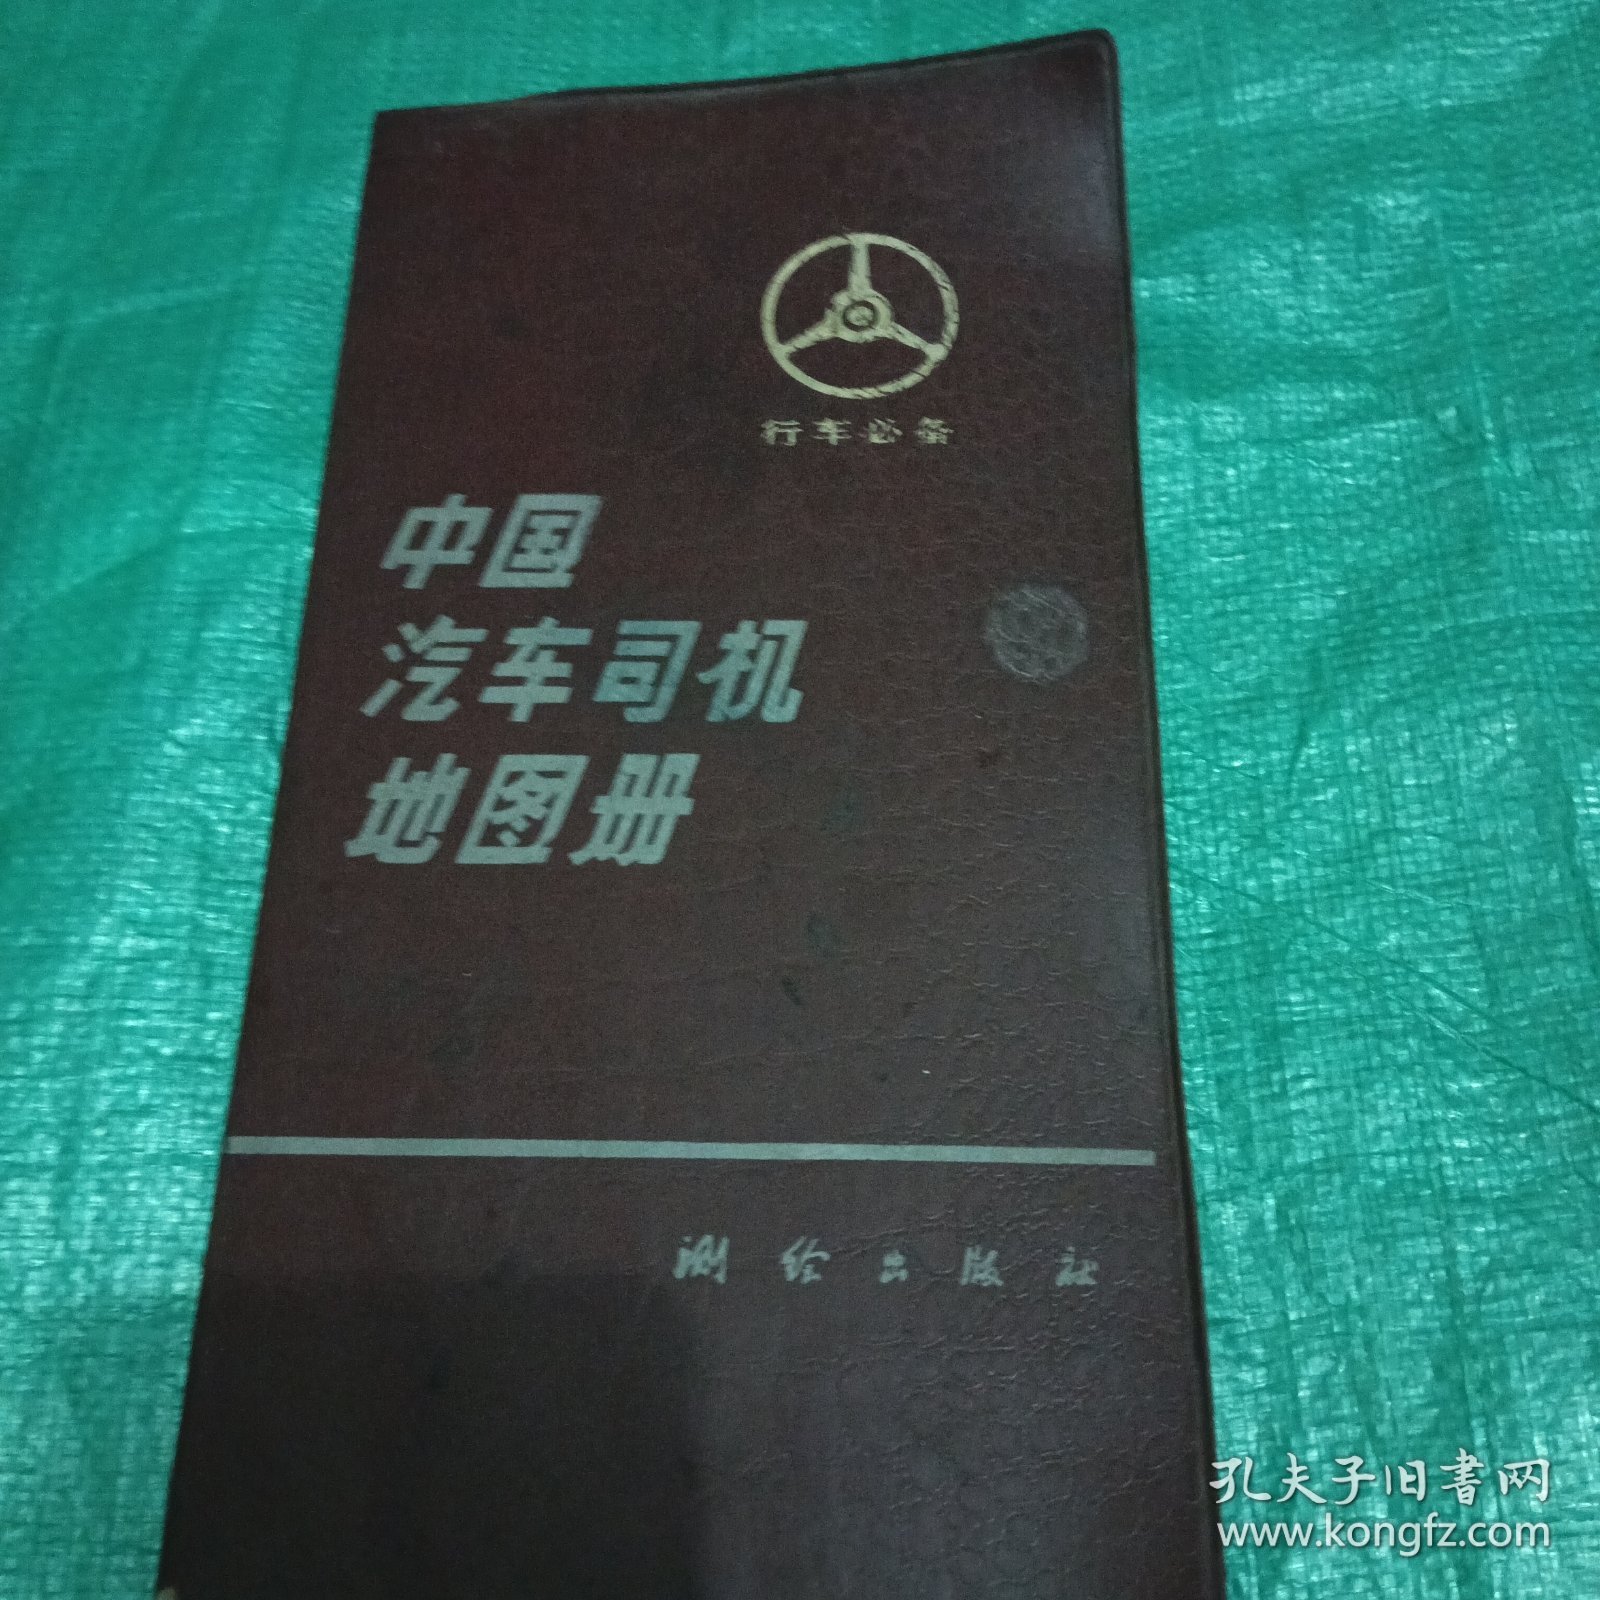 行车必备
中国
汽车司机
地图册
测绘出版社
孔夫子旧书网
www.kongfz.com